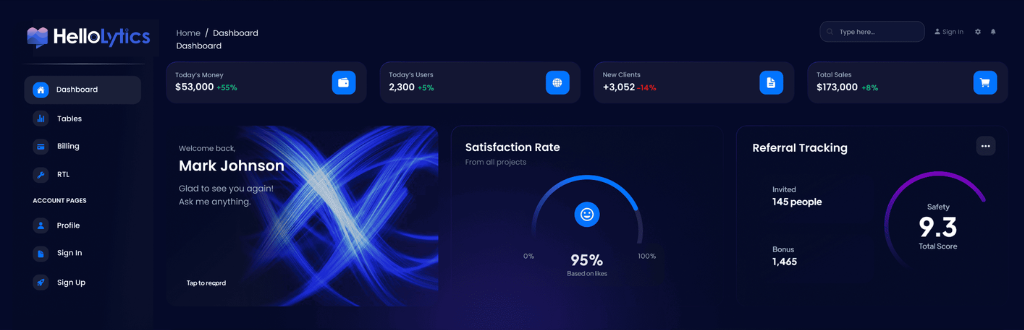 HelloLytics
Home / Dashboard
Dashboard
Type here..
Sign In
Dashboard
Tables
Billing
RTL
ACCOUNT PAGES
Profile
Sign In
Sign Up
Today's Money
$53,000 +55%
Today's Users
2,300 +5%
New Clients
+3,052 -14%
Total Sales
$173,000 +8%
Welcome back,
Mark Johnson
Glad to see you again!
Ask me anything.
Tap to record
Satisfaction Rate
From all projects
0%
95%
100%
Based on likes
Referral Tracking
Invited
145 people
Bonus
1,465
Safety
9.3
Total Score